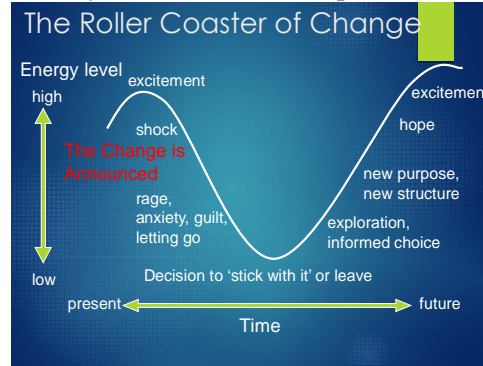 The Roller Coaster of Change
Energy level
high
excitement
excitemen
shock
hope
The Change is
Announced
new purpose,
new structure
rage,
anxiety, guilt,
letting go
exploration,
informed choice
low
Decision to ‘stick with it’ or leave
present
future
Time